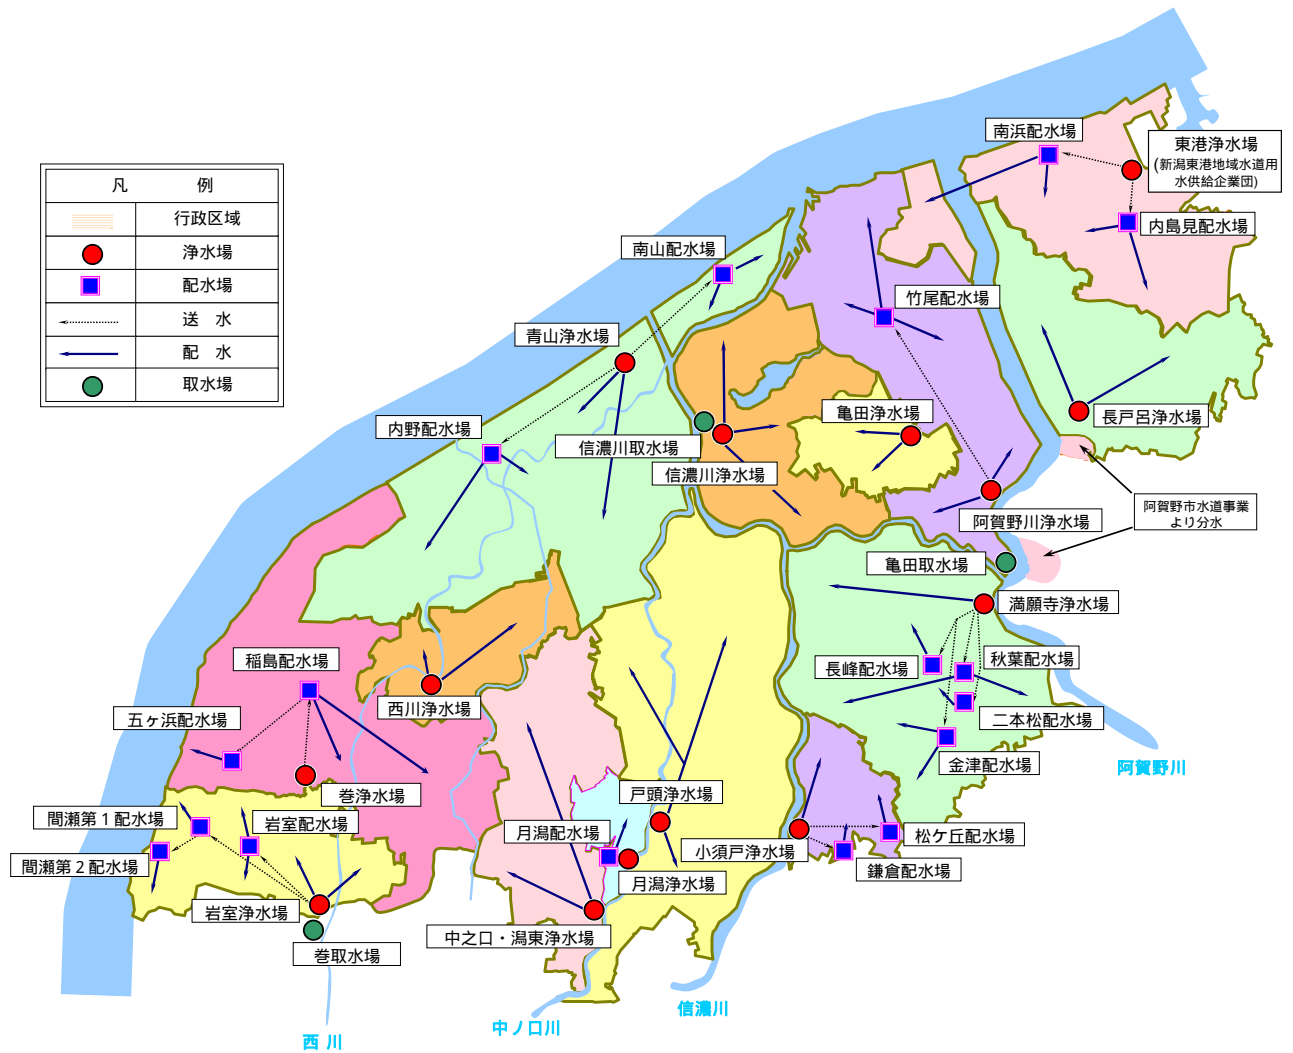 凡　例
行政区域
浄水場
配水場
送　水
配　水
取水場
南浜配水場
東港浄水場
(新潟東港地域水道用
水供給企業団)
内島見配水場
南山配水場
竹尾配水場
青山浄水場
亀田浄水場
長戸呂浄水場
内野配水場
信濃川取水場
信濃川浄水場
阿賀野川浄水場
阿賀野市水道事業
より分水
亀田取水場
満願寺浄水場
長峰配水場
秋葉配水場
稲島配水場
西川浄水場
二本松配水場
五ヶ浜配水場
金津配水場
阿賀野川
巻浄水場
戸頭浄水場
間瀬第１配水場
岩室配水場
月潟配水場
小須戸浄水場
松ケ丘配水場
間瀬第２配水場
鎌倉配水場
月潟浄水場
岩室浄水場
中之口・潟東浄水場
巻取水場
信濃川
中ノ口川
西 川